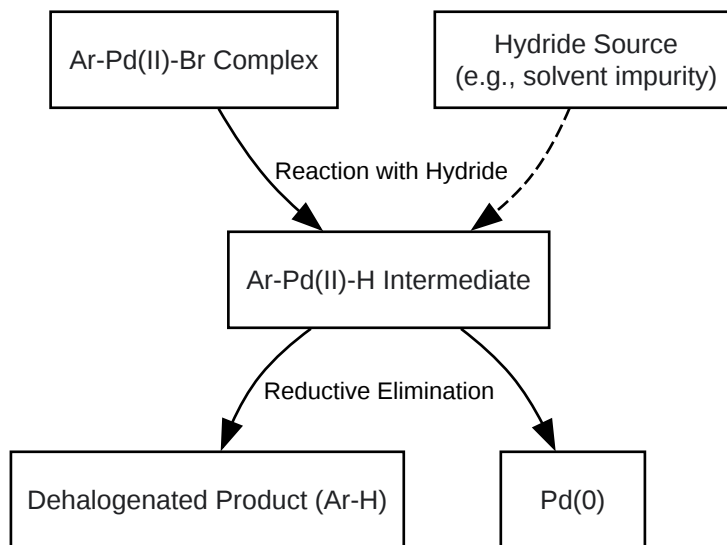 Ar-Pd(II)-Br Complex
Hydride Source
(e.g., solvent impurity)
Reaction with Hydride
Ar-Pd(II)-H Intermediate
Reductive Elimination
Dehalogenated Product (Ar-H)
Pd(0)